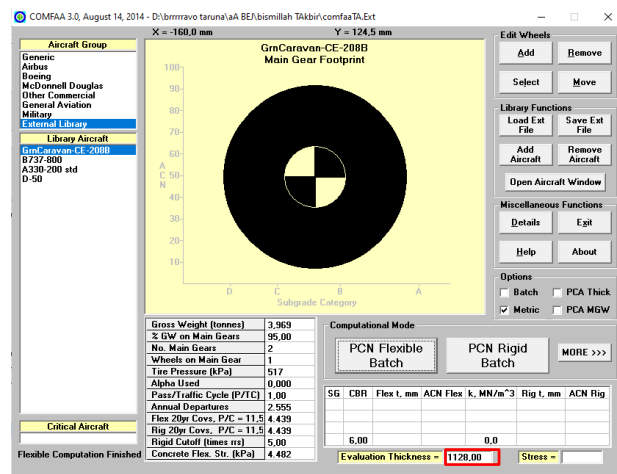 COMFAA 3.0, August 14, 2014 - D:\brrrravo taruna\aA BEJ\bismillah TAkbir\comfaaTA.Ext
Aircraft Group
Generic
Airbus
Boeing
McDonnell Douglas
Other Commercial
General Aviation
Military
External Library
Library Aircraft
GrnCaravan-CE-208B
B737-800
A330-200 std
D-50
Critical Aircraft
Flexible Computation Finished
X = -160,0 mm Y = 124,5 mm
GrnCaravan-CE-208B
Main Gear Footprint
100
90
80
70
60
50
40
30
20
10
ACN
D C B A
Subgrade Category
Gross Weight (tonnes) 3,969
% GW on Main Gears 95,00
No. Main Gears 2
Wheels on Main Gear 1
Tire Pressure (kPa) 517
Alpha Used 0,000
Pass/Traffic Cycle (P/TC) 1,00
Annual Departures 2.555
Flex 20yr Covs, P/C = 11,5 4.439
Rig 20yr Covs, P/C = 11,5 4.439
Rigid Cutoff (times rrs) 5,00
Concrete Flex. Str. (kPa) 4.482
Edit Wheels
Add Remove
Select Move
Library Functions
Load Ext File Save Ext File
Add Aircraft Remove Aircraft
Open Aircraft Window
Miscellaneous Functions
Details Exit
Help About
Options
Batch PCA Thick
Metric PCA MGW
Computational Mode
PCN Flexible Batch PCN Rigid Batch MORE >>>
SG CBR Flex t, mm ACN Flex k, MN/m^3 Rig t, mm ACN Rig
6,00 0,0
Evaluation Thickness = 1128,00 Stress =